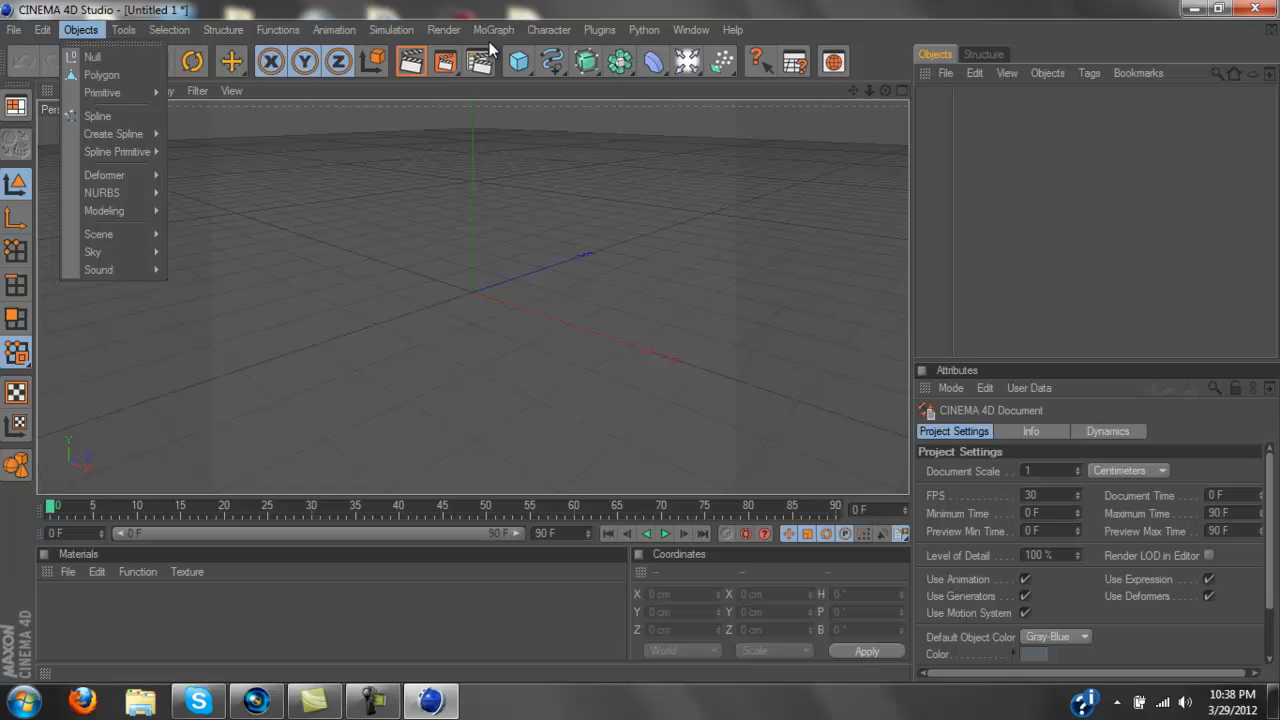 CINEMA 4D Studio - [Untitled 1 *]
File Edit Objects Tools Selection Structure Functions Animation Simulation Render MoGraph Character Plugins Python Window Help
Null
Polygon
Primitive
Spline
Create Spline
Spline Primitive
Deformer
NURBS
Modeling
Scene
Sky
Sound
Filter View
X Y Z
Objects Structure
File Edit View Objects Tags Bookmarks
Y
Z
X
Attributes
Mode Edit User Data
CINEMA 4D Document
Project Settings Info Dynamics
Project Settings
Document Scale 1 Centimeters
FPS 30 Document Time 0 F
Minimum Time 0 F Maximum Time 90 F
Preview Min Time 0 F Preview Max Time 90 F
Level of Detail 100 % Render LOD in Editor
Use Animation Use Expression
Use Generators Use Deformers
Use Motion System
Default Object Color Gray-Blue
Color
0 5 10 15 20 25 30 35 40 45 50 55 60 65 70 75 80 85 90 0 F
0 F 0 F 90 F 90 F
Materials
File Edit Function Texture
Coordinates
-- -- --
X 0 cm X 0 cm H 0 °
Y 0 cm Y 0 cm P 0 °
Z 0 cm Z 0 cm B 0 °
World Scale Apply
MAXON
CINEMA 4D
10:38 PM
3/29/2012